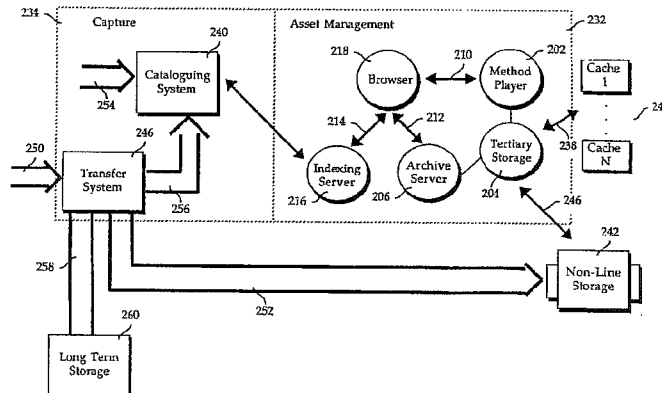 234
Capture
Asset Management
232
240
218
210
202
Cataloguing
System
Browser
Method
Player
Cache
1
254
214
212
238
250
246
Transfer
System
Indexing
Server
216
Archive
Server
206
Tertiary
Storage
201
Cache
N
256
246
242
258
Non-Line
Storage
252
260
Long Term
Storage